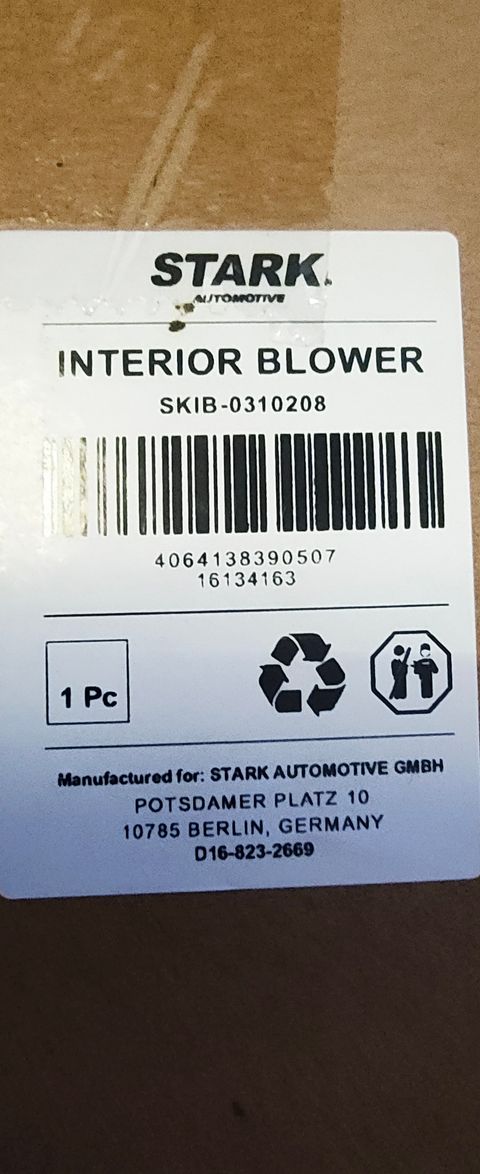 STARK.
AUTOMOTIVE
INTERIOR BLOWER
SKIB-0310208
4064138390507
16134163
1 Pc
Manufactured for: STARK AUTOMOTIVE GMBH
POTSDAMER PLATZ 10
10785 BERLIN, GERMANY
D16-823-2669